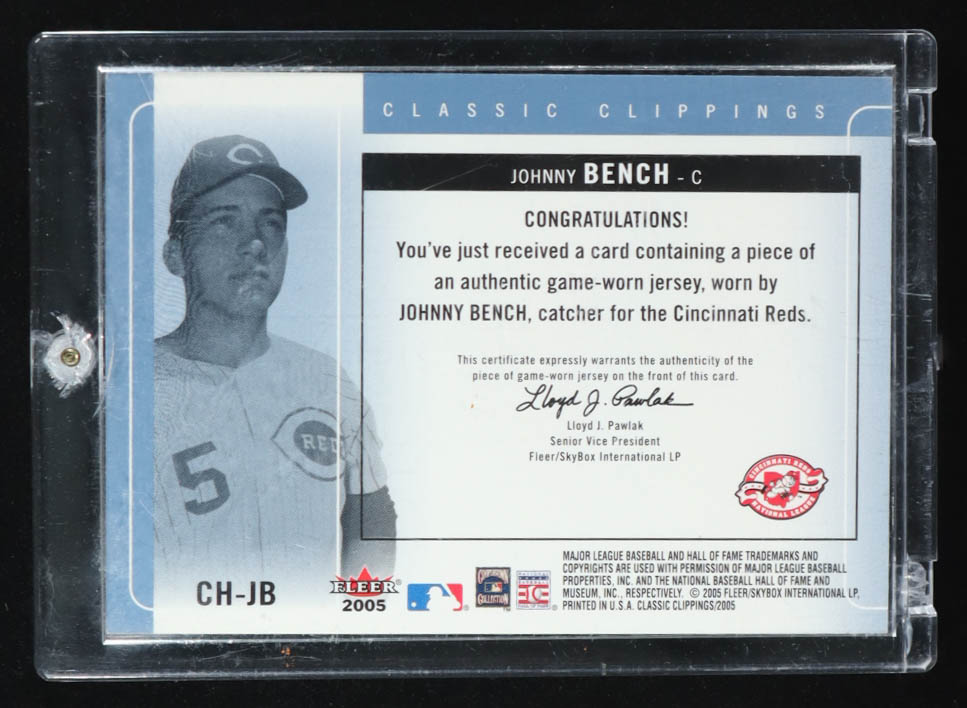 CLASSIC CLIPPINGS
JOHNNY BENCH - C
CONGRATULATIONS!
You've just received a card containing a piece of
an authentic game-worn jersey, worn by
JOHNNY BENCH, catcher for the Cincinnati Reds.
This certificate expressly warrants the authenticity of the
piece of game-worn jersey on the front of this card.
Lloyd J. Pawlak
Lloyd J. Pawlak
Senior Vice President
Fleer/SkyBox International LP
C
REDS
5
CINCINNATI REDS
NATIONAL LEAGUE
CH-JB
FLEER
2005
COOPERSTOWN
COLLECTION
MAJOR LEAGUE BASEBALL AND HALL OF FAME TRADEMARKS AND
COPYRIGHTS ARE USED WITH PERMISSION OF MAJOR LEAGUE BASEBALL
PROPERTIES, INC. AND THE NATIONAL BASEBALL HALL OF FAME AND
MUSEUM, INC., RESPECTIVELY. © 2005 FLEER/SKYBOX INTERNATIONAL LP,
PRINTED IN U.S.A. CLASSIC CLIPPINGS/2005